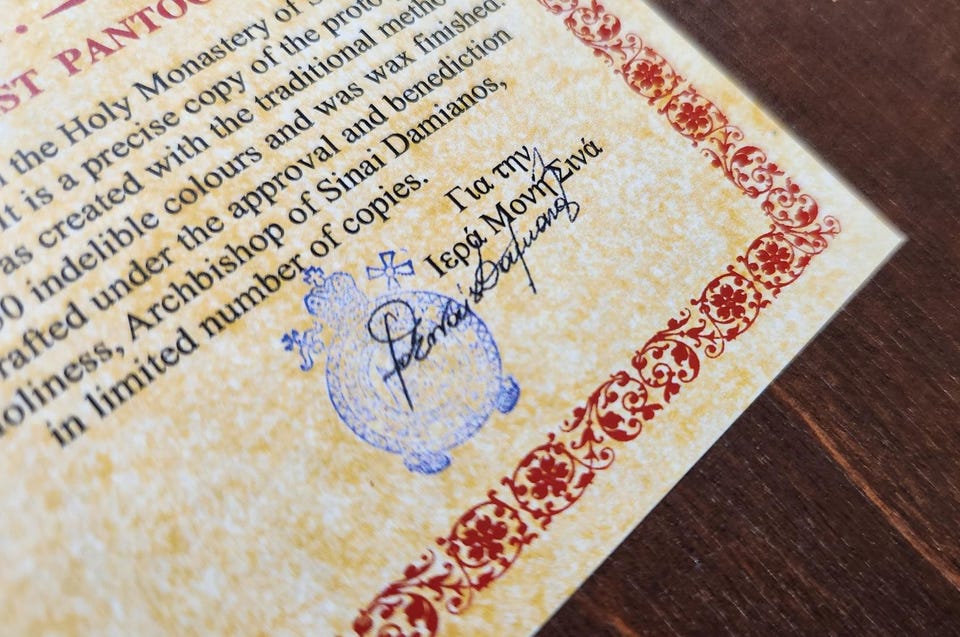 ST PANTO
the Holy Monastery of S
It is a precise copy of the proto
as created with the traditional metho
0 indelible colours and was wax finished.
rafted under the approval and benediction
oliness, Archbishop of Sinai Damianos,
in limited number of copies.
Για την
Ιερά Μονή Σινά
Δαμιανος